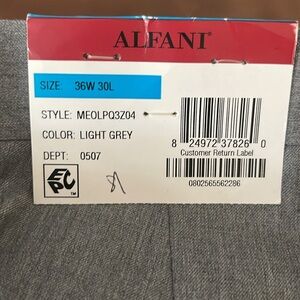 ALFANI
SIZE: 36W 30L
STYLE: MEOLPQ3Z04
COLOR: LIGHT GREY
DEPT: 0507
8 24972 37826 0
Customer Return Label
0802565562286
EPC